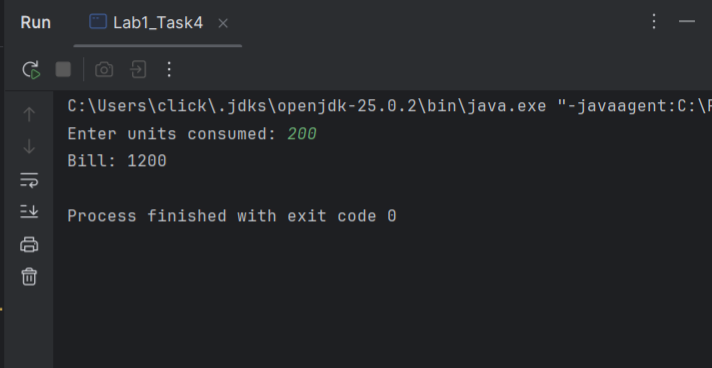 Run Lab1_Task4
C:\Users\click\.jdks\openjdk-25.0.2\bin\java.exe "-javaagent:C:\
Enter units consumed: 200
Bill: 1200
Process finished with exit code 0